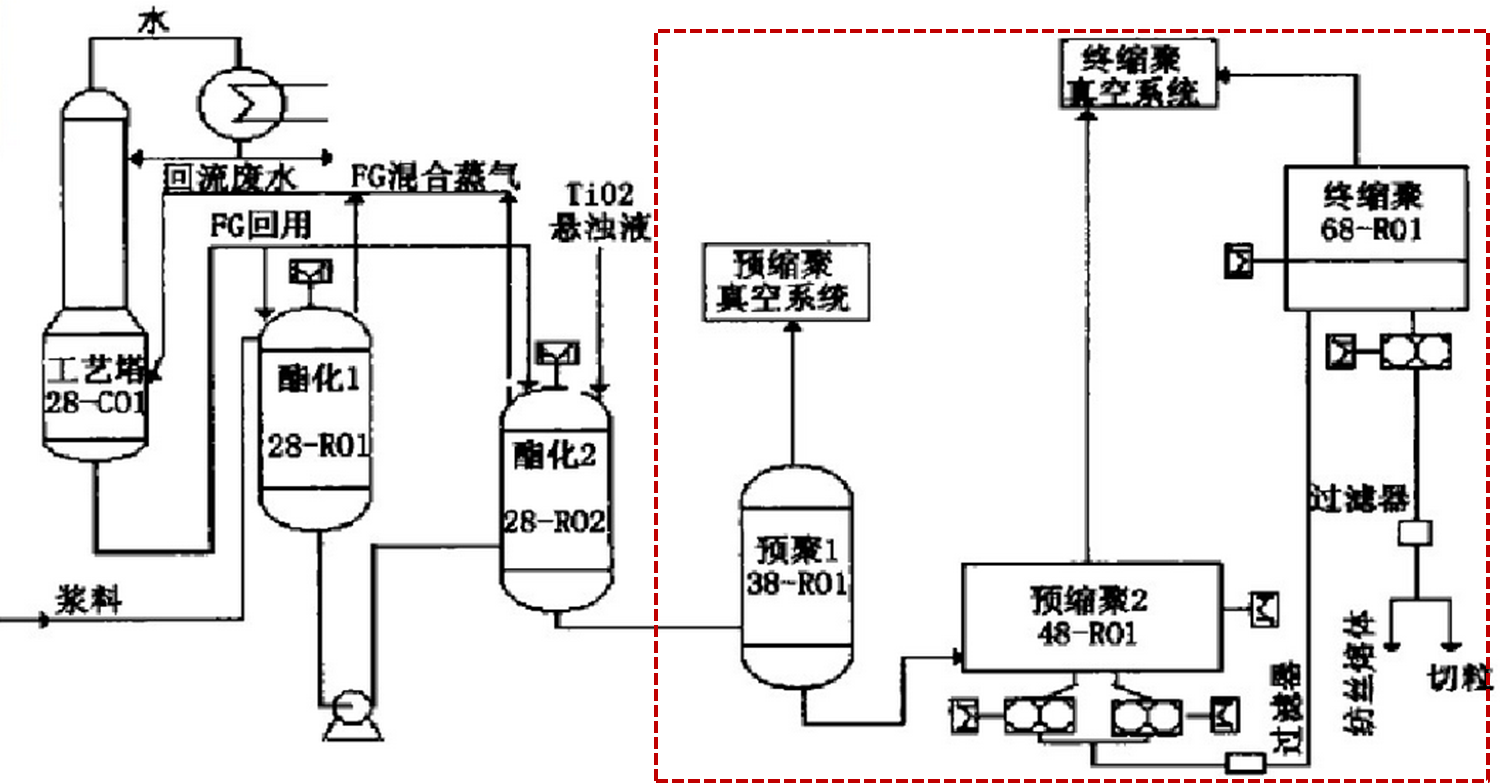 水
回流废水
FG混合蒸气
TiO2
悬浊液
FG回用
工艺塔
28-C01
酯化1
28-R01
酯化2
28-R02
浆料
预缩聚
真空系统
预聚1
38-R01
终缩聚
真空系统
终缩聚
68-R01
预缩聚2
48-R01
过滤器
过滤器
纺丝熔体
切粒